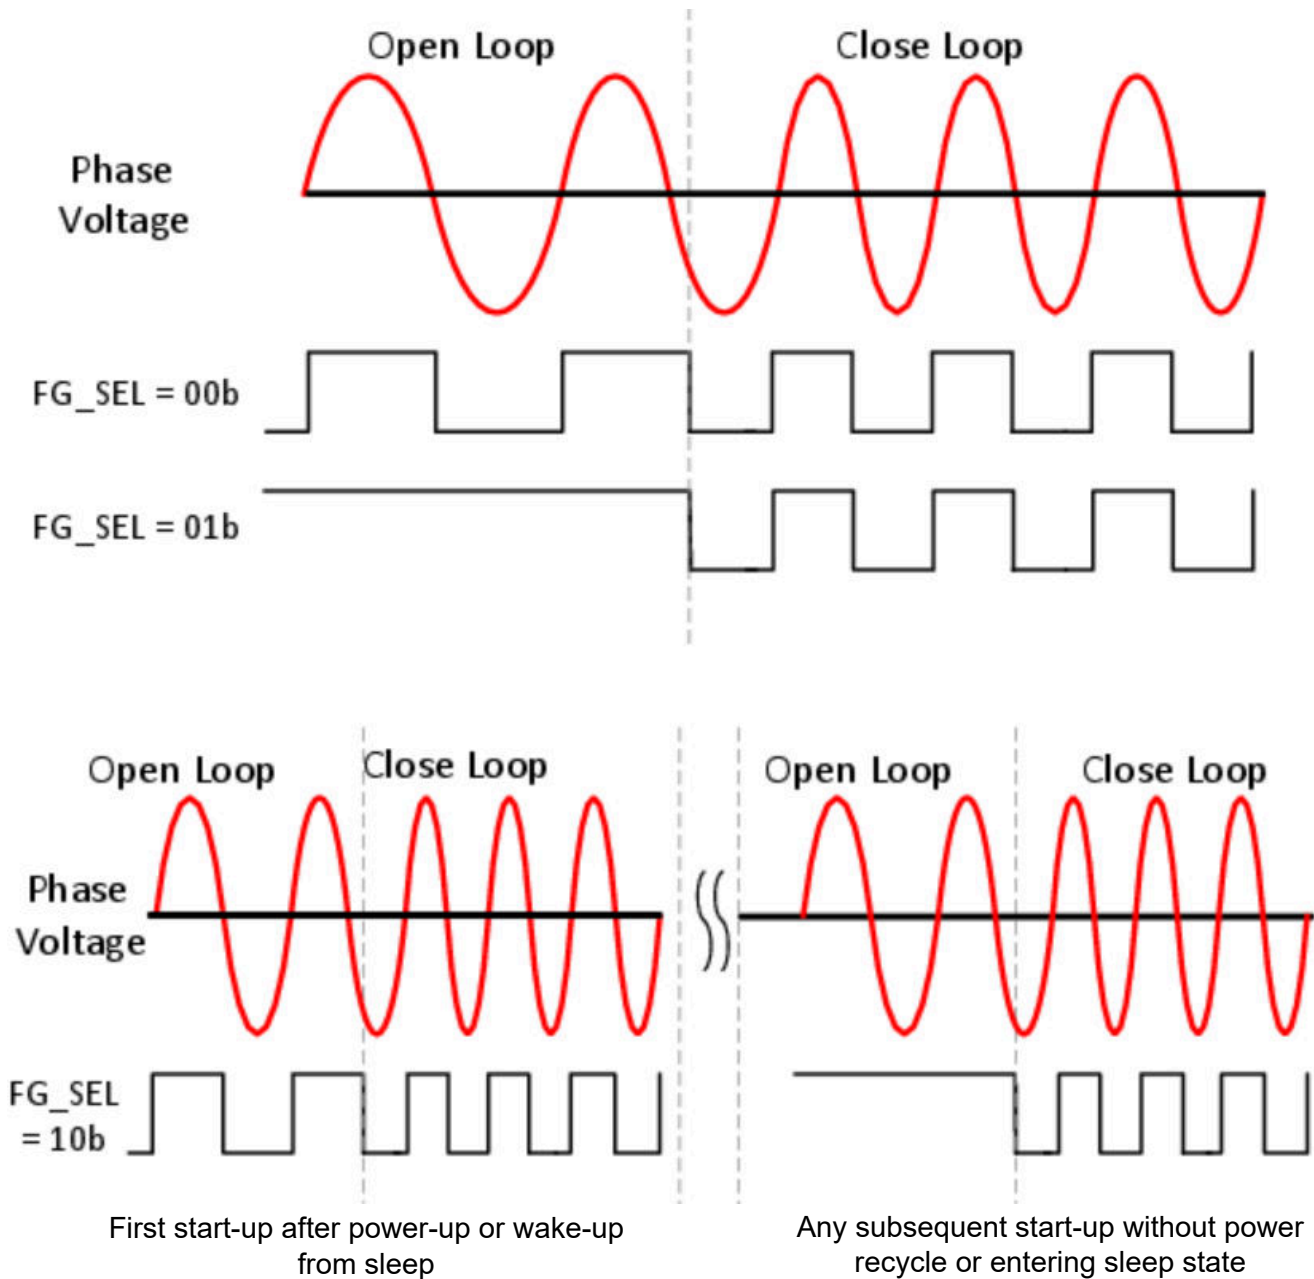 Open Loop
Close Loop
Phase
Voltage
FG_SEL = 00b
FG_SEL = 01b
Open Loop
Close Loop
Open Loop
Close Loop
Phase
Voltage
FG_SEL
= 10b
First start-up after power-up or wake-up
from sleep
Any subsequent start-up without power
recycle or entering sleep state